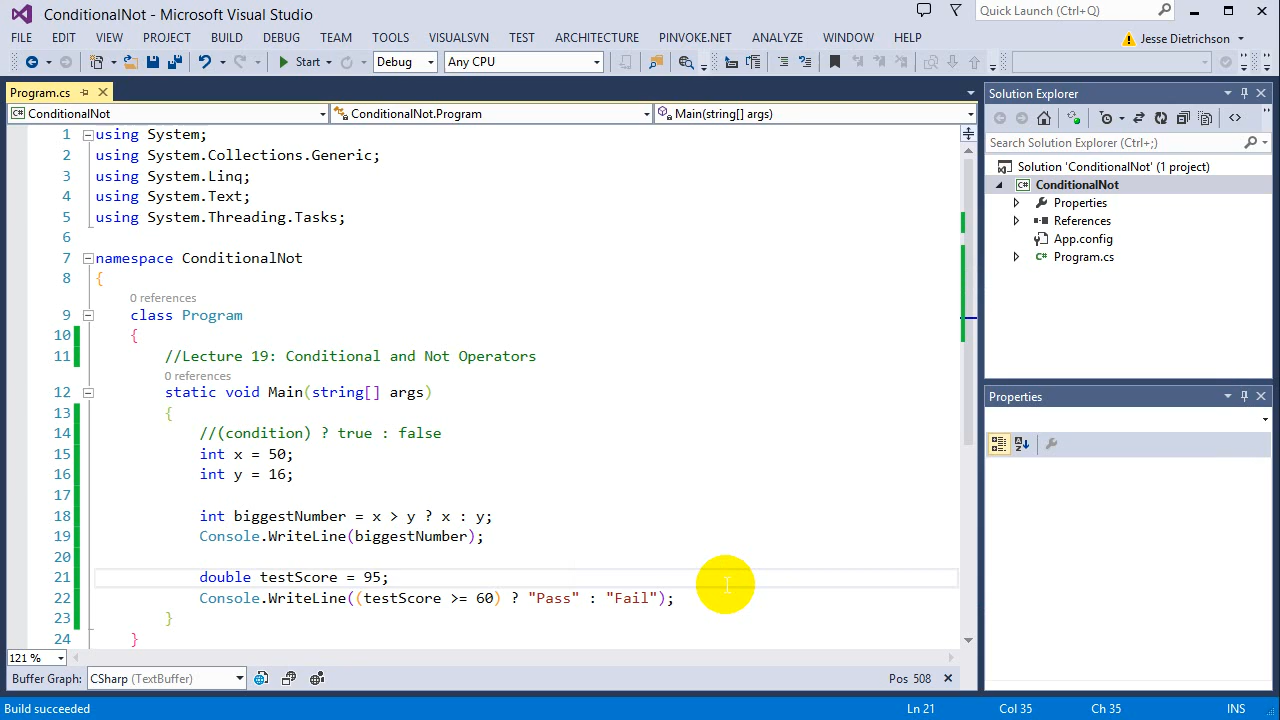 ConditionalNot - Microsoft Visual Studio
Quick Launch (Ctrl+Q)
FILE EDIT VIEW PROJECT BUILD DEBUG TEAM TOOLS VISUALSVN TEST ARCHITECTURE PINVOKE.NET ANALYZE WINDOW HELP
Jesse Dietrichson
Start Debug Any CPU
Program.cs
ConditionalNot ConditionalNot.Program Main(string[] args)
1 using System;
2 using System.Collections.Generic;
3 using System.Linq;
4 using System.Text;
5 using System.Threading.Tasks;
6
7 namespace ConditionalNot
8 {
0 references
9 class Program
10 {
11 //Lecture 19: Conditional and Not Operators
0 references
12 static void Main(string[] args)
13 {
14 //(condition) ? true : false
15 int x = 50;
16 int y = 16;
17
18 int biggestNumber = x > y ? x : y;
19 Console.WriteLine(biggestNumber);
20
21 double testScore = 95;
22 Console.WriteLine((testScore >= 60) ? "Pass" : "Fail");
23 }
24 }
121 %
Buffer Graph: CSharp (TextBuffer) Pos 508
Build succeeded Ln 21 Col 35 Ch 35 INS
Solution Explorer
Search Solution Explorer (Ctrl+;)
Solution 'ConditionalNot' (1 project)
ConditionalNot
Properties
References
App.config
Program.cs
Properties